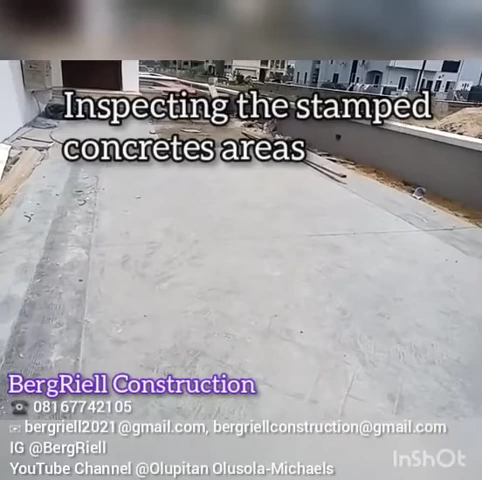 Inspecting the stamped
concretes areas
BergRiell Construction
☎ 08167742105
✉ bergriell2021@gmail.com, bergriellconstruction@gmail.com
IG @BergRiell
YouTube Channel @Olupitan Olusola-Michaels
InShOt